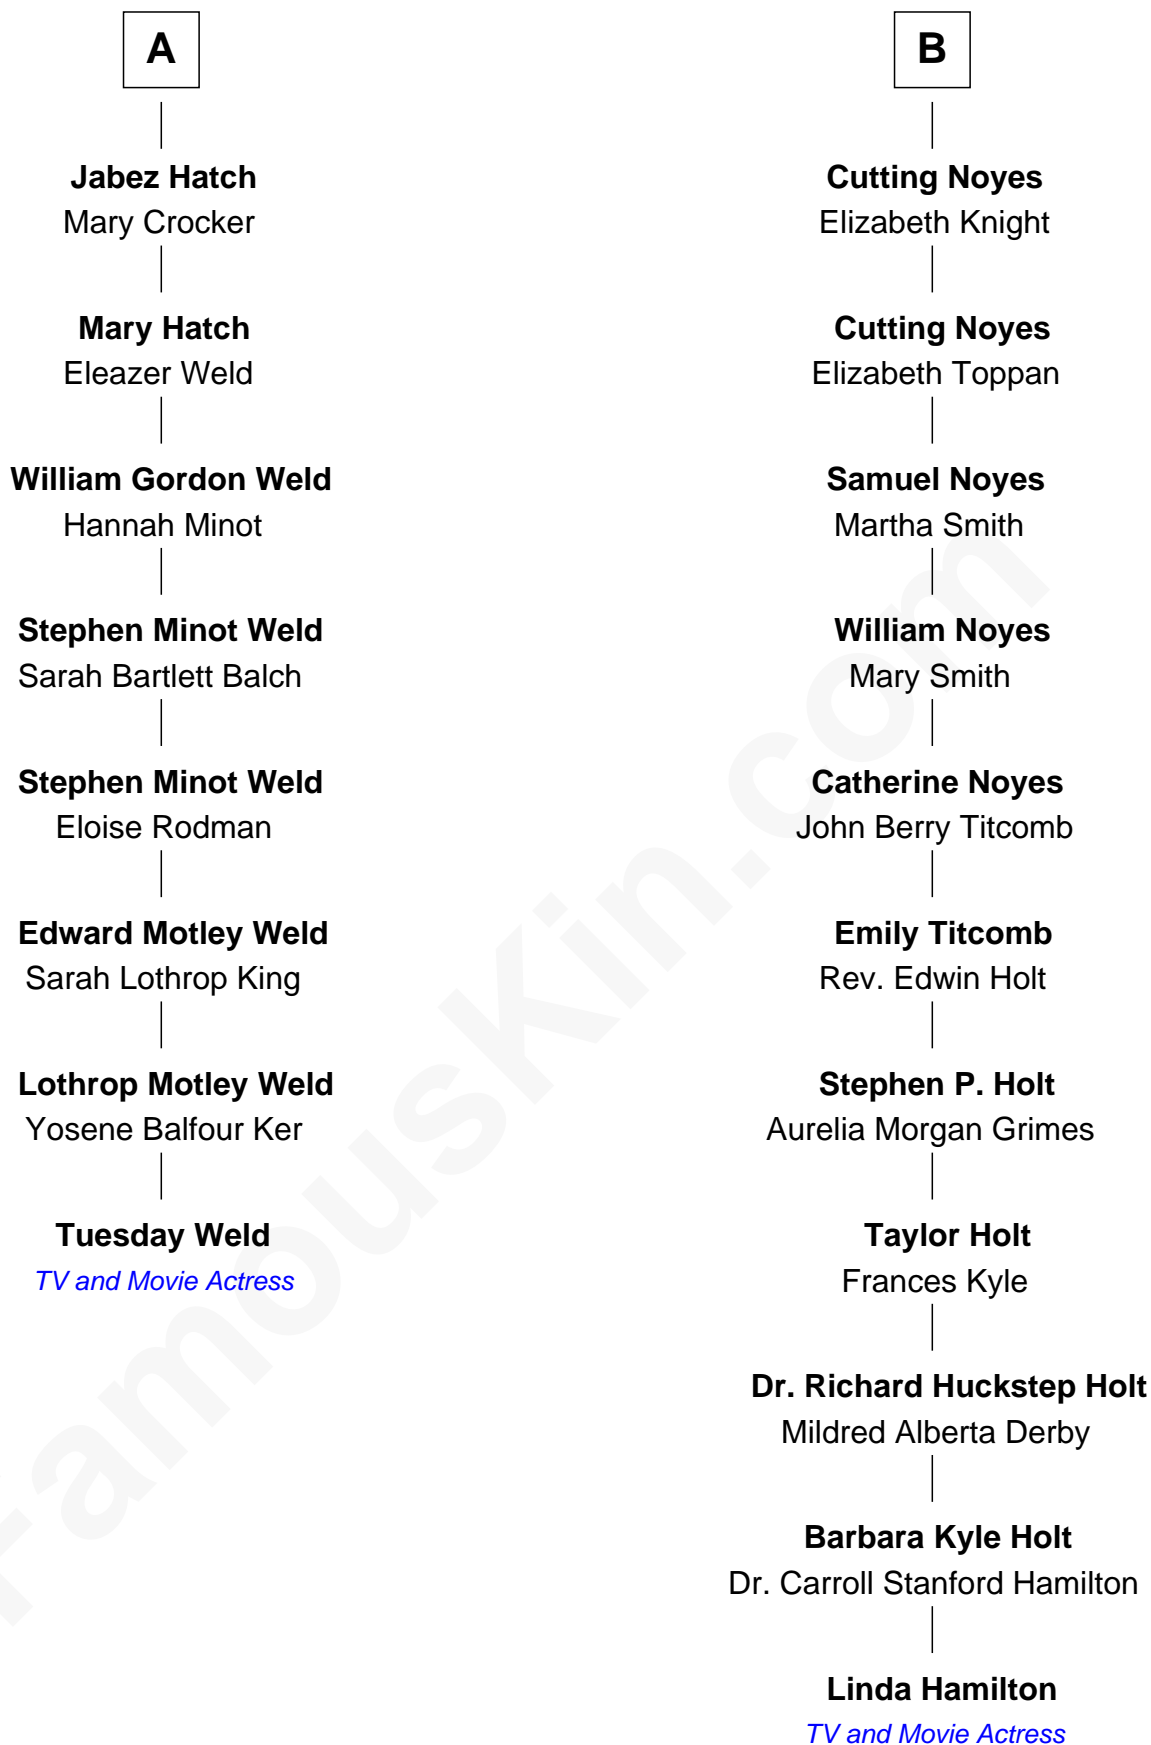 A
Jabez Hatch
Mary Crocker
Mary Hatch
Eleazer Weld
William Gordon Weld
Hannah Minot
Stephen Minot Weld
Sarah Bartlett Balch
Stephen Minot Weld
Eloise Rodman
Edward Motley Weld
Sarah Lothrop King
Lothrop Motley Weld
Yosene Balfour Ker
Tuesday Weld
TV and Movie Actress
B
Cutting Noyes
Elizabeth Knight
Cutting Noyes
Elizabeth Toppan
Samuel Noyes
Martha Smith
William Noyes
Mary Smith
Catherine Noyes
John Berry Titcomb
Emily Titcomb
Rev. Edwin Holt
Stephen P. Holt
Aurelia Morgan Grimes
Taylor Holt
Frances Kyle
Dr. Richard Huckstep Holt
Mildred Alberta Derby
Barbara Kyle Holt
Dr. Carroll Stanford Hamilton
Linda Hamilton
TV and Movie Actress
FamousKin.com